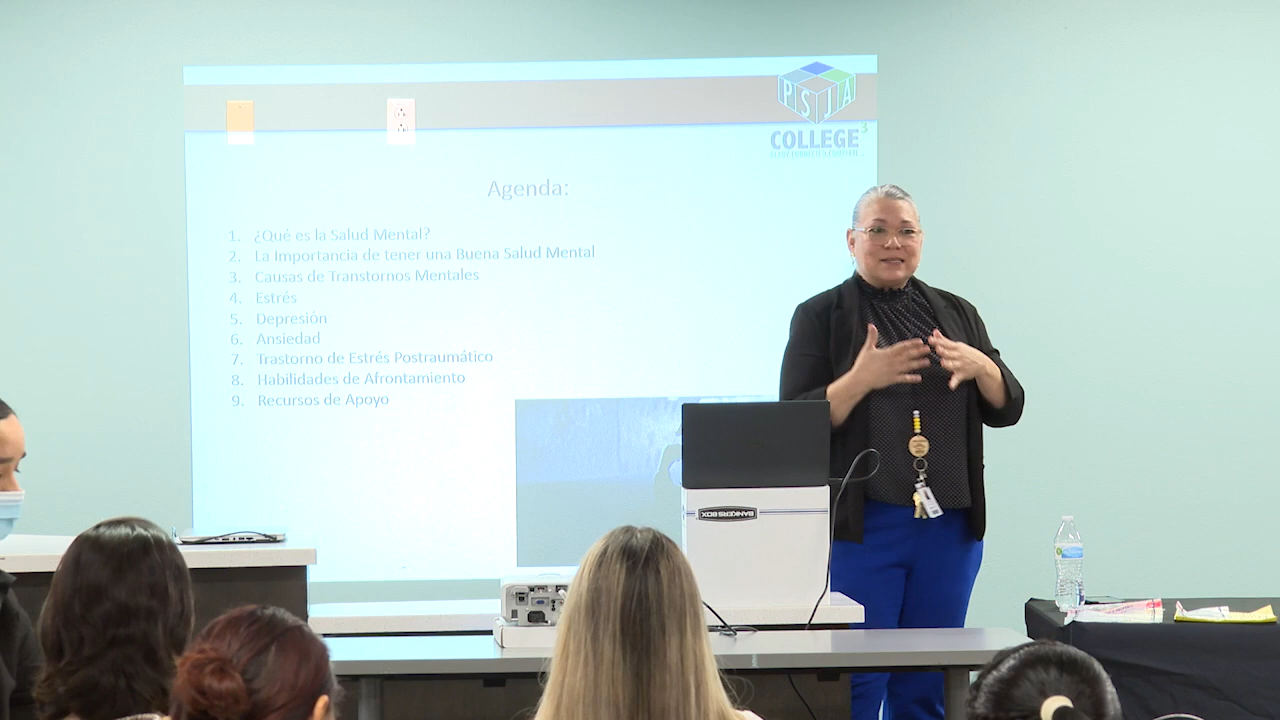 PSJA
COLLEGE³
Agenda:
1. ¿Qué es la Salud Mental?
2. La Importancia de tener una Buena Salud Mental
3. Causas de Transtornos Mentales
4. Estrés
5. Depresión
6. Ansiedad
7. Trastorno de Estrés Postraumático
8. Habilidades de Afrontamiento
9. Recursos de Apoyo
BANKERS BOX